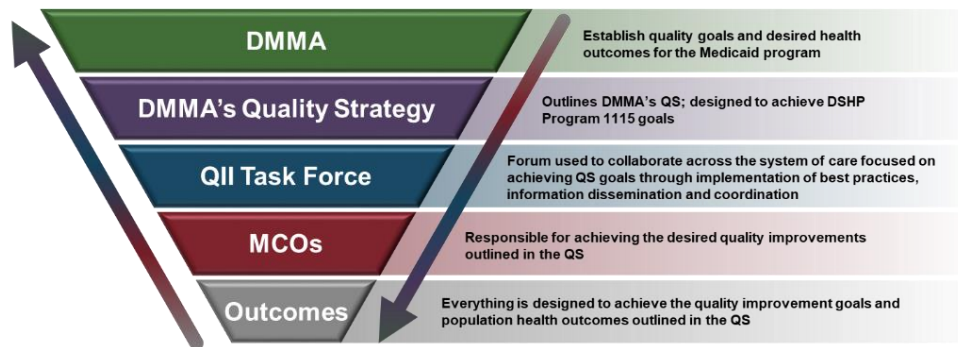 DMMA
Establish quality goals and desired health
outcomes for the Medicaid program
DMMA's Quality Strategy
Outlines DMMA's QS; designed to achieve DSHP
Program 1115 goals
QII Task Force
Forum used to collaborate across the system of care focused on
achieving QS goals through implementation of best practices,
information dissemination and coordination
MCOs
Responsible for achieving the desired quality improvements
outlined in the QS
Outcomes
Everything is designed to achieve the quality improvement goals and
population health outcomes outlined in the QS